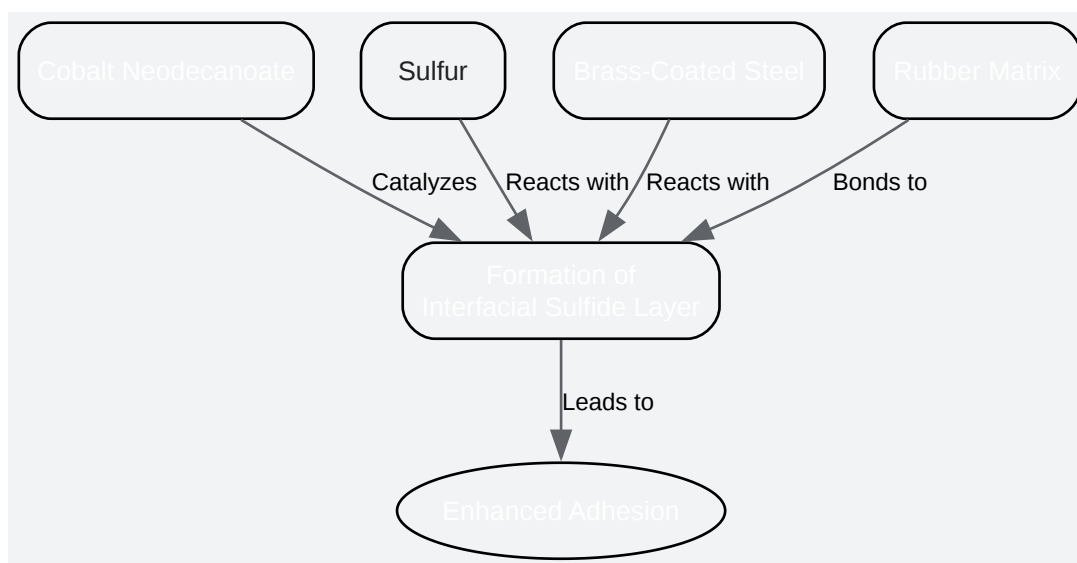 Cobalt Neodecanoate
Sulfur
Brass-Coated Steel
Rubber Matrix
Catalyzes
Reacts with
Reacts with
Bonds to
Formation of
Interfacial Sulfide Layer
Leads to
Enhanced Adhesion